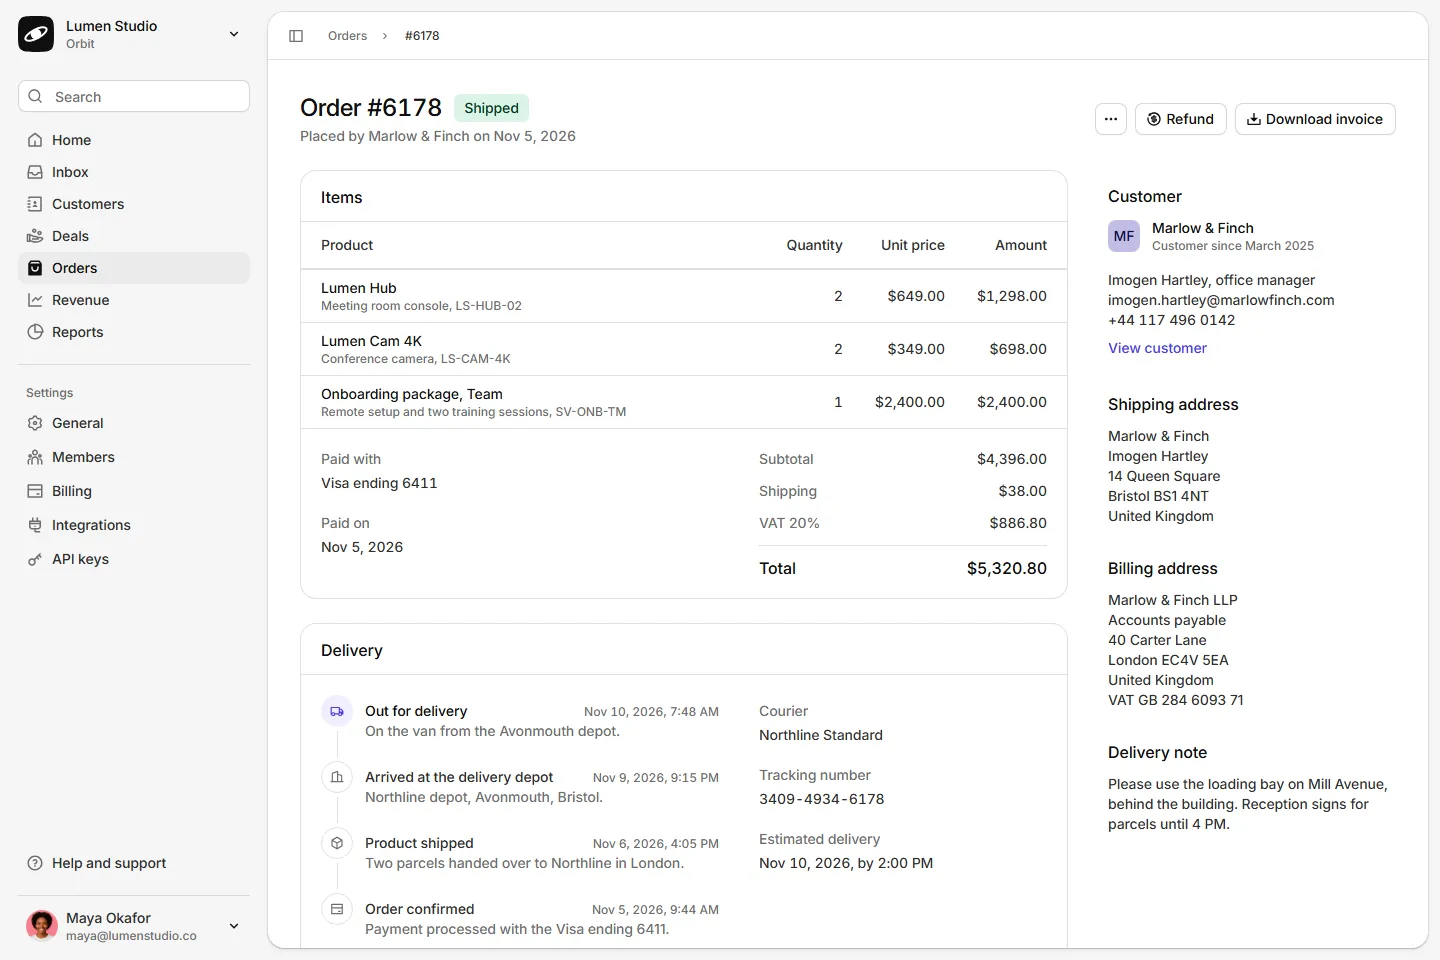 Lumen Studio
Orbit
Search
Home
Inbox
Customers
Deals
Orders
Revenue
Reports
Settings
General
Members
Billing
Integrations
API keys
Help and support
Maya Okafor
maya@lumenstudio.co
Orders > #6178
Order #6178 Shipped
Placed by Marlow & Finch on Nov 5, 2026
... Refund Download invoice
Items
Product Quantity Unit price Amount
Lumen Hub
Meeting room console, LS-HUB-02
2 $649.00 $1,298.00
Lumen Cam 4K
Conference camera, LS-CAM-4K
2 $349.00 $698.00
Onboarding package, Team
Remote setup and two training sessions, SV-ONB-TM
1 $2,400.00 $2,400.00
Paid with
Visa ending 6411
Paid on
Nov 5, 2026
Subtotal $4,396.00
Shipping $38.00
VAT 20% $886.80
Total $5,320.80
Delivery
Out for delivery Nov 10, 2026, 7:48 AM
On the van from the Avonmouth depot.
Arrived at the delivery depot Nov 9, 2026, 9:15 PM
Northline depot, Avonmouth, Bristol.
Product shipped Nov 6, 2026, 4:05 PM
Two parcels handed over to Northline in London.
Order confirmed Nov 5, 2026, 9:44 AM
Payment processed with the Visa ending 6411.
Courier
Northline Standard
Tracking number
3409-4934-6178
Estimated delivery
Nov 10, 2026, by 2:00 PM
Customer
MF
Marlow & Finch
Customer since March 2025
Imogen Hartley, office manager
imogen.hartley@marlowfinch.com
+44 117 496 0142
View customer
Shipping address
Marlow & Finch
Imogen Hartley
14 Queen Square
Bristol BS1 4NT
United Kingdom
Billing address
Marlow & Finch LLP
Accounts payable
40 Carter Lane
London EC4V 5EA
United Kingdom
VAT GB 284 6093 71
Delivery note
Please use the loading bay on Mill Avenue,
behind the building. Reception signs for
parcels until 4 PM.